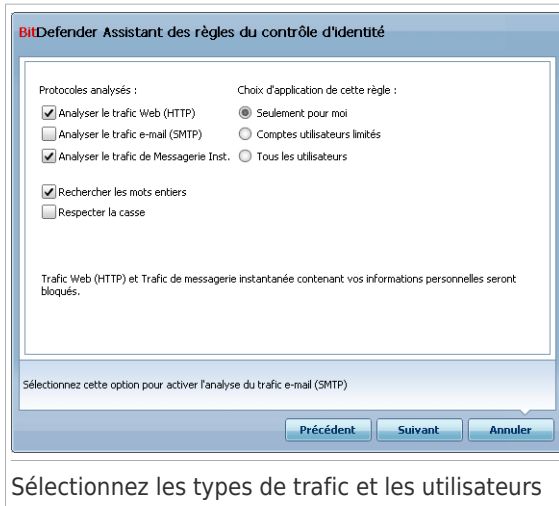 BitDefender Assistant des règles du contrôle d'identité
Protocoles analysés :
Analyser le trafic Web (HTTP)
Analyser le trafic e-mail (SMTP)
Analyser le trafic de Messagerie Inst.
Rechercher les mots entiers
Respecter la casse
Choix d'application de cette règle :
Seulement pour moi
Comptes utilisateurs limités
Tous les utilisateurs
Trafic Web (HTTP) et Trafic de messagerie instantanée contenant vos informations personnelles seront
bloqués.
Sélectionnez cette option pour activer l'analyse du trafic e-mail (SMTP)
Précédent
Suivant
Annuler
Sélectionnez les types de trafic et les utilisateurs